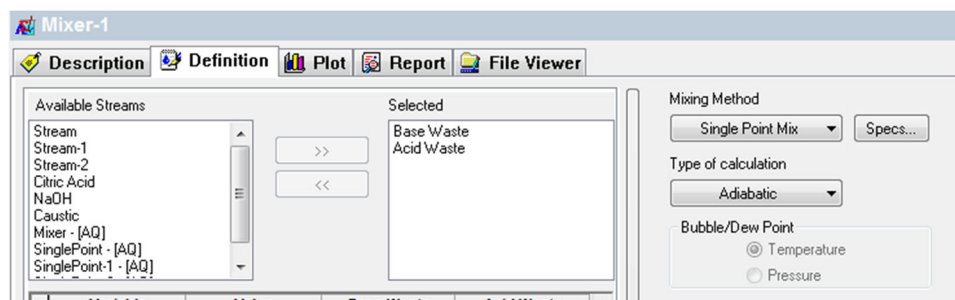 Mixer-1
Description Definition Plot Report File Viewer
Available Streams
Stream
Stream-1
Stream-2
Citric Acid
NaOH
Caustic
Mixer - [AQ]
SinglePoint - [AQ]
SinglePoint-1 - [AQ]
>>
<<
Selected
Base Waste
Acid Waste
Mixing Method
Single Point Mix
Specs...
Type of calculation
Adiabatic
Bubble/Dew Point
Temperature
Pressure